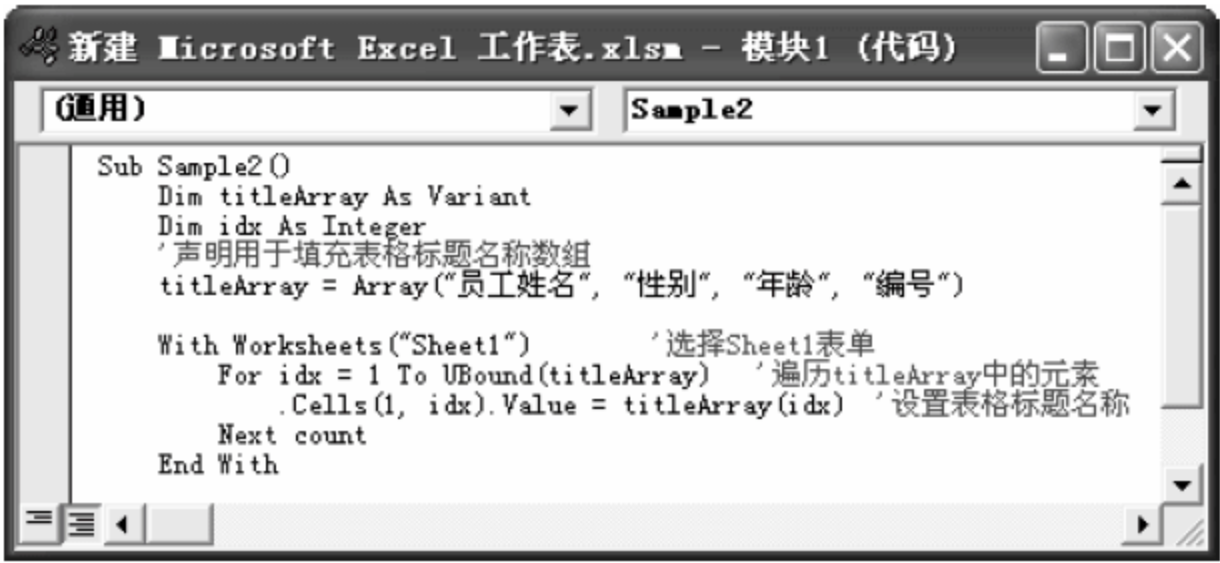 新建 Microsoft Excel 工作表.xlsm - 模块1 (代码)
(通用) Sample2
Sub Sample2()
Dim titleArray As Variant
Dim idx As Integer
'声明用于填充表格标题名称数组
titleArray = Array("员工姓名", "性别", "年龄", "编号")
With Worksheets("Sheet1") '选择Sheet1表单
For idx = 1 To UBound(titleArray) '遍历titleArray中的元素
.Cells(1, idx).Value = titleArray(idx) '设置表格标题名称
Next count
End With